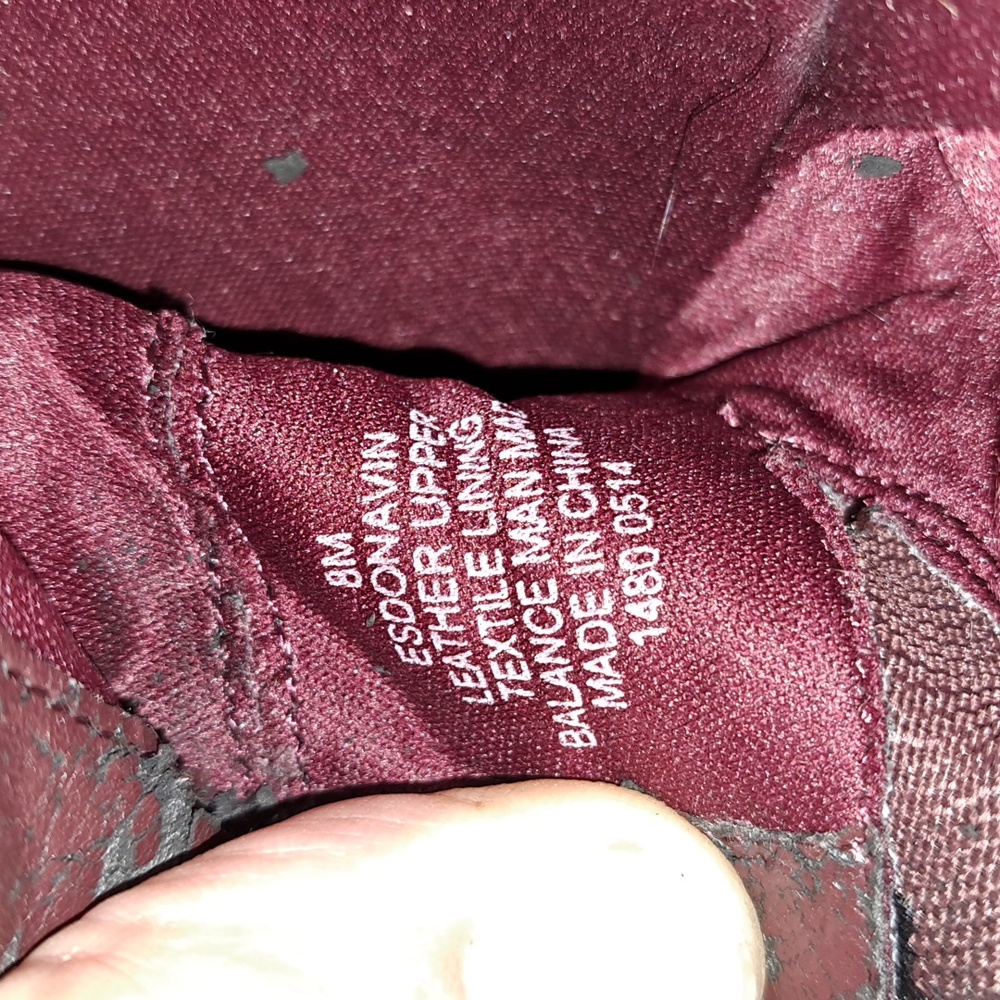 8M
ESDONAVIN
LEATHER UPPER
TEXTILE LINING
BALANCE MAN MADE
MADE IN CHINA
1480 0514